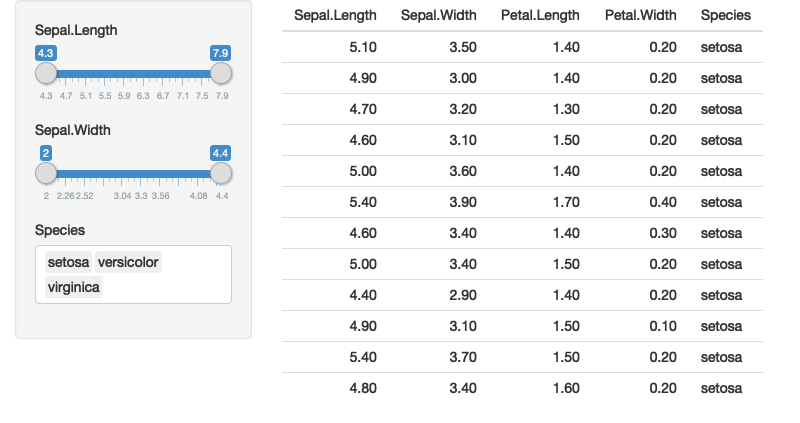 Sepal.Length
4.3 7.9
4.3 4.7 5.1 5.5 5.9 6.3 6.7 7.1 7.5 7.9
Sepal.Width
2 4.4
2 2.26 2.52 3.04 3.3 3.56 4.08 4.4
Species
setosa versicolor
virginica
Sepal.Length Sepal.Width Petal.Length Petal.Width Species
5.10 3.50 1.40 0.20 setosa
4.90 3.00 1.40 0.20 setosa
4.70 3.20 1.30 0.20 setosa
4.60 3.10 1.50 0.20 setosa
5.00 3.60 1.40 0.20 setosa
5.40 3.90 1.70 0.40 setosa
4.60 3.40 1.40 0.30 setosa
5.00 3.40 1.50 0.20 setosa
4.40 2.90 1.40 0.20 setosa
4.90 3.10 1.50 0.10 setosa
5.40 3.70 1.50 0.20 setosa
4.80 3.40 1.60 0.20 setosa